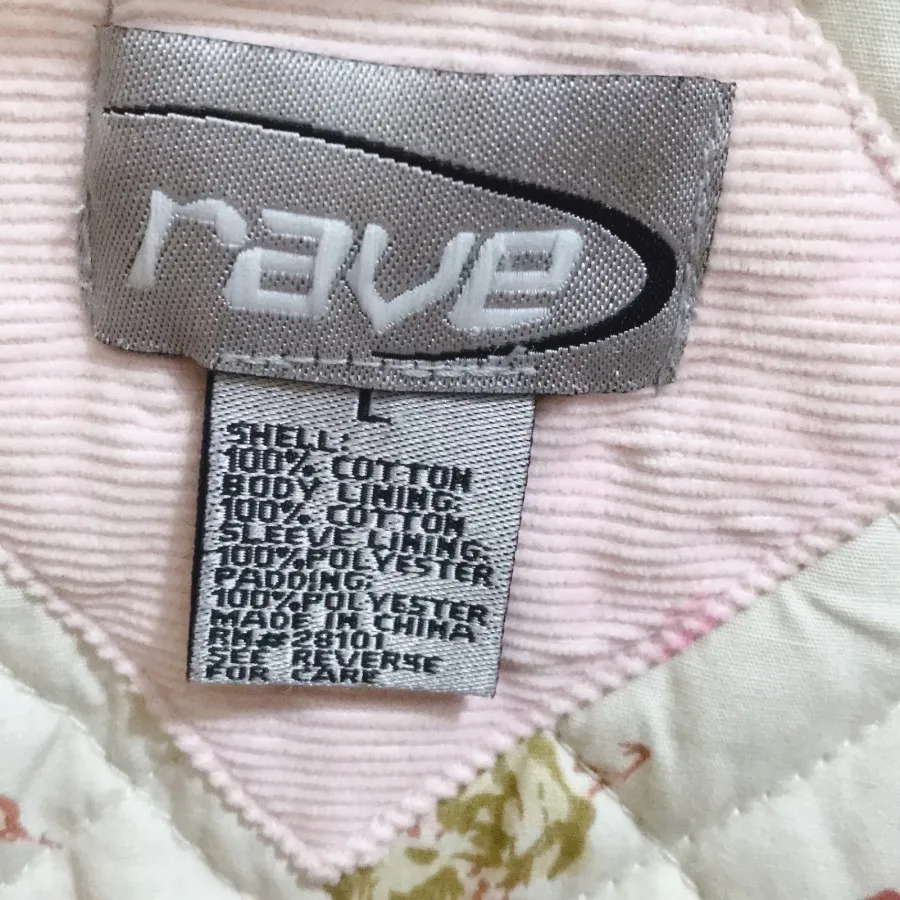 rave
L
SHELL:
100% COTTON
BODY LINING:
100% COTTON
SLEEVE LINING:
100%POLYESTER
PADDING:
100%POLYESTER
MADE IN CHINA
RN# 28101
SEE REVERSE
FOR CARE